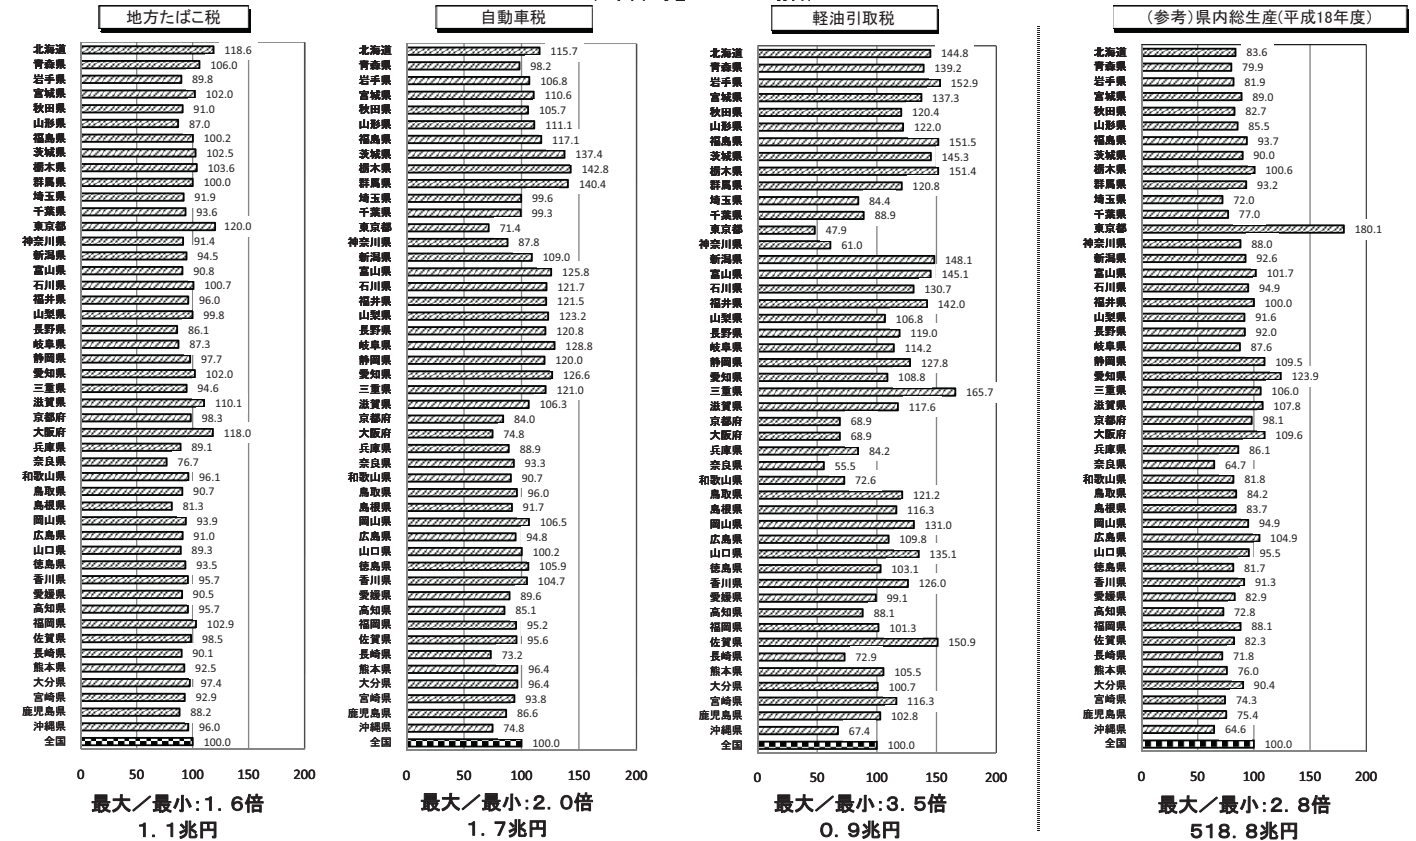 地方たばこ税
北海道 118.6
青森県 106.0
岩手県 89.8
宮城県 102.0
秋田県 91.0
山形県 87.0
福島県 100.2
茨城県 102.5
栃木県 103.6
群馬県 100.0
埼玉県 91.9
千葉県 93.6
東京都 120.0
神奈川県 91.4
新潟県 94.5
富山県 90.8
石川県 100.7
福井県 96.0
山梨県 99.8
長野県 86.1
岐阜県 87.3
静岡県 97.7
愛知県 102.0
三重県 94.6
滋賀県 110.1
京都府 98.3
大阪府 118.0
兵庫県 89.1
奈良県 76.7
和歌山県 96.1
鳥取県 90.7
島根県 81.3
岡山県 93.9
広島県 91.0
山口県 89.3
徳島県 93.5
香川県 95.7
愛媛県 90.5
高知県 95.7
福岡県 102.9
佐賀県 98.5
長崎県 90.1
熊本県 92.5
大分県 97.4
宮崎県 92.9
鹿児島県 88.2
沖縄県 96.0
全国 100.0
0 50 100 150 200
最大／最小：1．6倍
1．1兆円
自動車税
北海道 115.7
青森県 98.2
岩手県 106.8
宮城県 110.6
秋田県 105.7
山形県 111.1
福島県 117.1
茨城県 137.4
栃木県 142.8
群馬県 140.4
埼玉県 99.6
千葉県 99.3
東京都 71.4
神奈川県 87.8
新潟県 109.0
富山県 125.8
石川県 121.7
福井県 121.5
山梨県 123.2
長野県 120.8
岐阜県 128.8
静岡県 120.0
愛知県 126.6
三重県 121.0
滋賀県 106.3
京都府 84.0
大阪府 74.8
兵庫県 88.9
奈良県 93.3
和歌山県 90.7
鳥取県 96.0
島根県 91.7
岡山県 106.5
広島県 94.8
山口県 100.2
徳島県 105.9
香川県 104.7
愛媛県 89.6
高知県 85.1
福岡県 95.2
佐賀県 95.6
長崎県 73.2
熊本県 96.4
大分県 96.4
宮崎県 93.8
鹿児島県 86.6
沖縄県 74.8
全国 100.0
0 50 100 150 200
最大／最小：2．0倍
1．7兆円
軽油引取税
北海道 144.8
青森県 139.2
岩手県 152.9
宮城県 137.3
秋田県 120.4
山形県 122.0
福島県 151.5
茨城県 145.3
栃木県 151.4
群馬県 120.8
埼玉県 84.4
千葉県 88.9
東京都 47.9
神奈川県 61.0
新潟県 148.1
富山県 145.1
石川県 130.7
福井県 142.0
山梨県 106.8
長野県 119.0
岐阜県 114.2
静岡県 127.8
愛知県 108.8
三重県 165.7
滋賀県 117.6
京都府 68.9
大阪府 68.9
兵庫県 84.2
奈良県 55.5
和歌山県 72.6
鳥取県 121.2
島根県 116.3
岡山県 131.0
広島県 109.8
山口県 135.1
徳島県 103.1
香川県 126.0
愛媛県 99.1
高知県 88.1
福岡県 101.3
佐賀県 150.9
長崎県 72.9
熊本県 105.5
大分県 100.7
宮崎県 116.3
鹿児島県 102.8
沖縄県 67.4
全国 100.0
0 50 100 150 200
最大／最小：3．5倍
0．9兆円
（参考）県内総生産（平成18年度）
北海道 83.6
青森県 79.9
岩手県 81.9
宮城県 89.0
秋田県 82.7
山形県 85.5
福島県 93.7
茨城県 90.0
栃木県 100.6
群馬県 93.2
埼玉県 72.0
千葉県 77.0
東京都 180.1
神奈川県 88.0
新潟県 92.6
富山県 101.7
石川県 94.9
福井県 100.0
山梨県 91.6
長野県 92.0
岐阜県 87.6
静岡県 109.5
愛知県 123.9
三重県 106.0
滋賀県 107.8
京都府 98.1
大阪府 109.6
兵庫県 86.1
奈良県 64.7
和歌山県 81.8
鳥取県 84.2
島根県 83.7
岡山県 94.9
広島県 104.9
山口県 95.5
徳島県 81.7
香川県 91.3
愛媛県 82.9
高知県 72.8
福岡県 88.1
佐賀県 82.3
長崎県 71.8
熊本県 76.0
大分県 90.4
宮崎県 74.3
鹿児島県 75.4
沖縄県 64.6
全国 100.0
0 50 100 150 200
最大／最小：2．8倍
518．8兆円